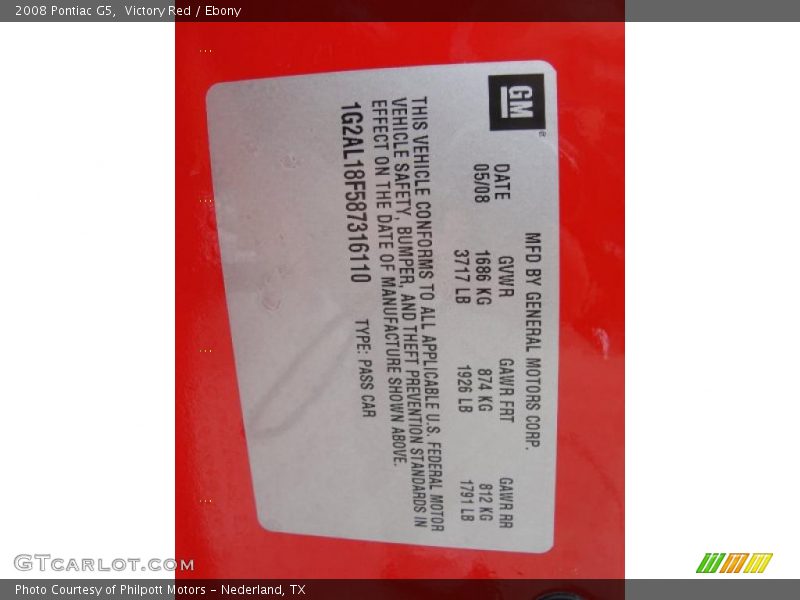 2008 Pontiac G5,  Victory Red / Ebony
GM
®
MFD BY GENERAL MOTORS CORP.
DATE GVWR GAWR FRT GAWR RR
05/08 1686 KG 874 KG 812 KG
3717 LB 1926 LB 1791 LB
THIS VEHICLE CONFORMS TO ALL APPLICABLE U.S. FEDERAL MOTOR
VEHICLE SAFETY, BUMPER, AND THEFT PREVENTION STANDARDS IN
EFFECT ON THE DATE OF MANUFACTURE SHOWN ABOVE.
1G2AL18F587316110 TYPE: PASS CAR
GTCARLOT.COM
Photo Courtesy of Philpott Motors - Nederland, TX